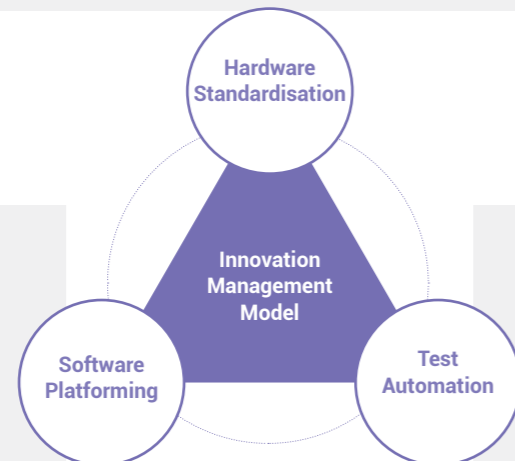 Hardware
Standardisation
Innovation
Management
Model
Software
Platforming
Test
Automation